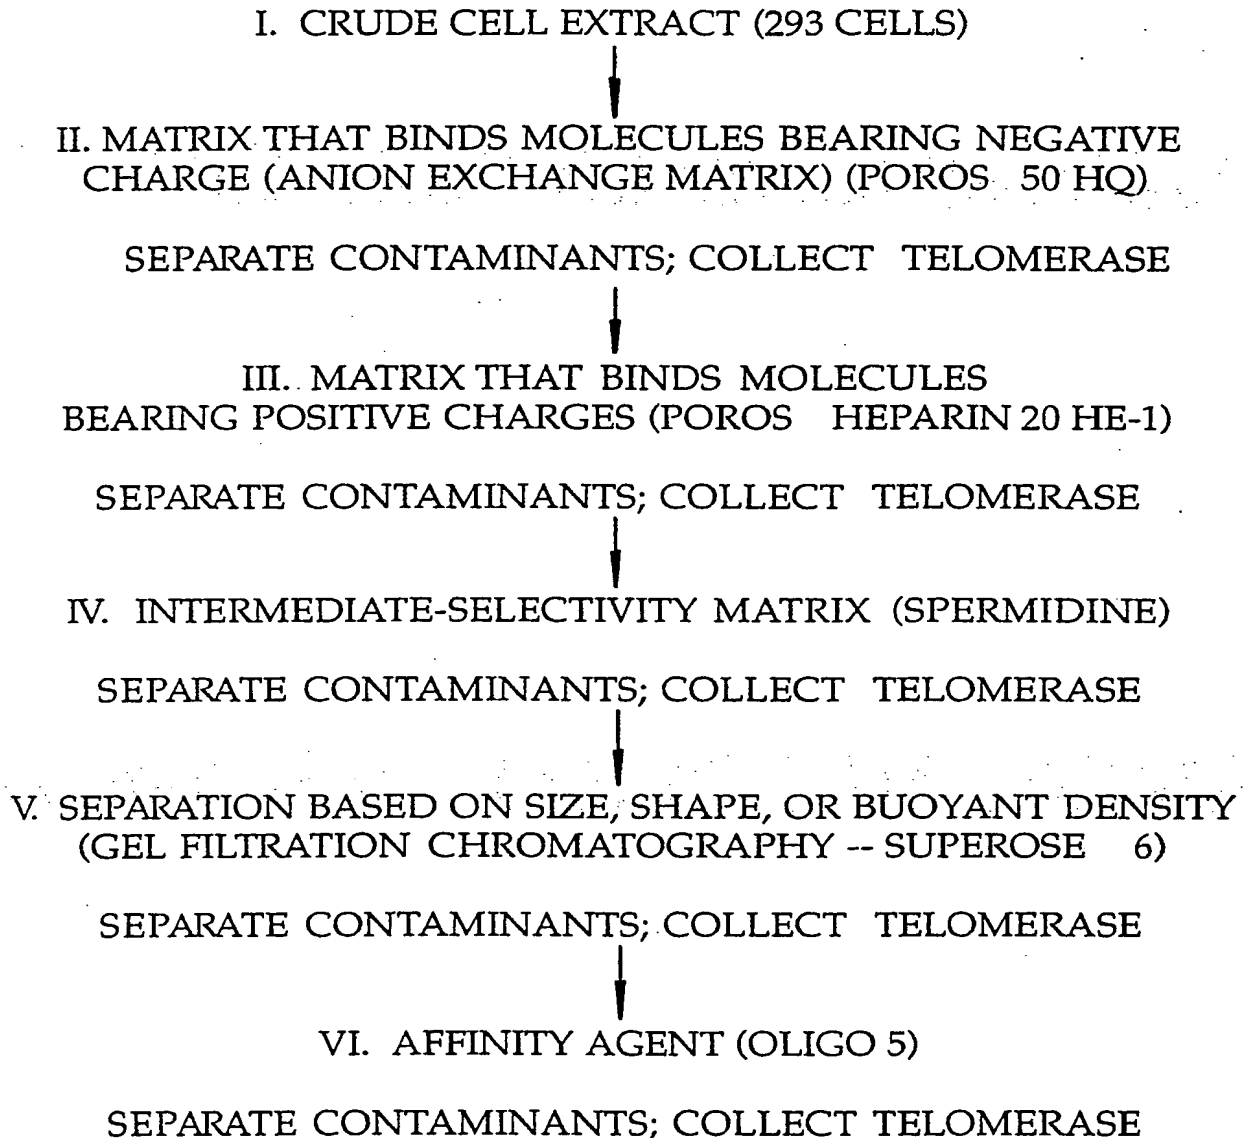 I. CRUDE CELL EXTRACT (293 CELLS)
II. MATRIX THAT BINDS MOLECULES BEARING NEGATIVE
CHARGE (ANION EXCHANGE MATRIX) (POROS 50 HQ)
SEPARATE CONTAMINANTS; COLLECT TELOMERASE
III. MATRIX THAT BINDS MOLECULES
BEARING POSITIVE CHARGES (POROS HEPARIN 20 HE-1)
SEPARATE CONTAMINANTS; COLLECT TELOMERASE
IV. INTERMEDIATE-SELECTIVITY MATRIX (SPERMIDINE)
SEPARATE CONTAMINANTS; COLLECT TELOMERASE
V. SEPARATION BASED ON SIZE, SHAPE, OR BUOYANT DENSITY
(GEL FILTRATION CHROMATOGRAPHY -- SUPEROSE 6)
SEPARATE CONTAMINANTS; COLLECT TELOMERASE
VI. AFFINITY AGENT (OLIGO 5)
SEPARATE CONTAMINANTS; COLLECT TELOMERASE